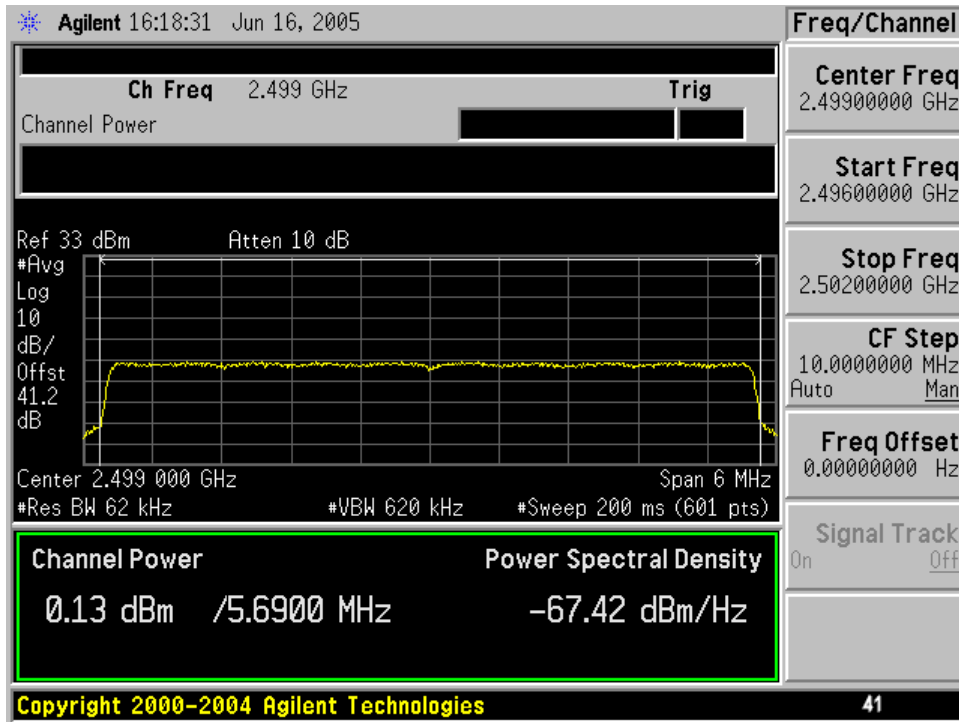 Agilent 16:18:31 Jun 16, 2005
Freq/Channel
Ch Freq 2.499 GHz Trig
Channel Power
Center Freq
2.49900000 GHz
Start Freq
2.49600000 GHz
Stop Freq
2.50200000 GHz
CF Step
10.0000000 MHz
Auto Man
Freq Offset
0.00000000 Hz
Signal Track
On Off
Ref 33 dBm Atten 10 dB
#Avg
Log
10
dB/
Offst
41.2
dB
Center 2.499 000 GHz Span 6 MHz
#Res BW 62 kHz #VBW 620 kHz #Sweep 200 ms (601 pts)
Channel Power Power Spectral Density
0.13 dBm /5.6900 MHz -67.42 dBm/Hz
Copyright 2000-2004 Agilent Technologies 41